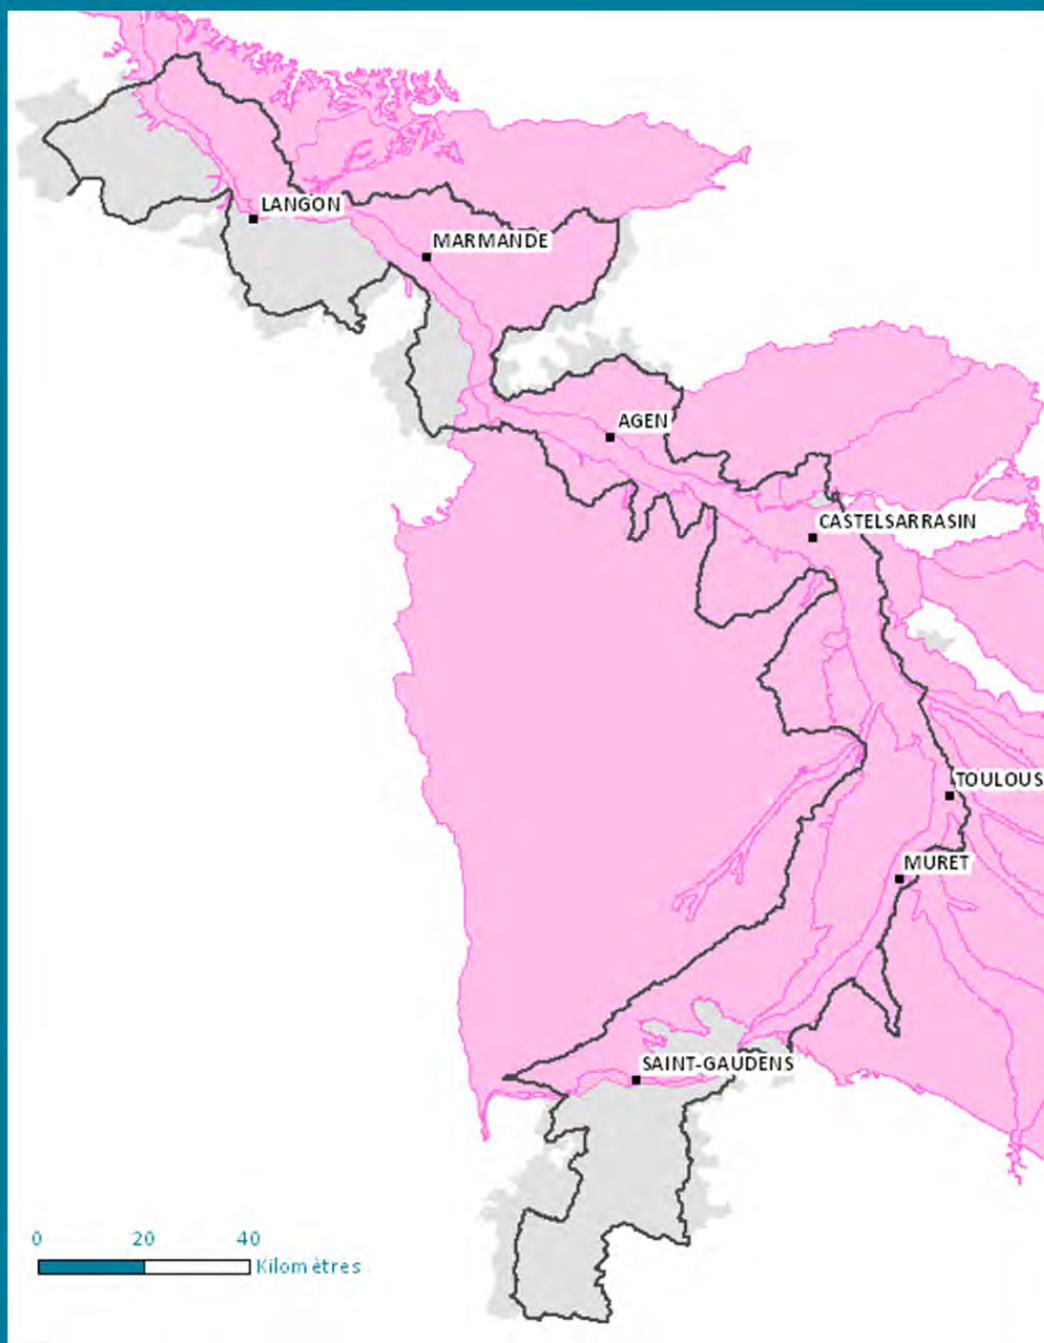 LANGON
MARMANDE
AGEN
CASTELSARRASIN
TOULOUS
MURET
SAINT-GAUDENS
0 20 40
Kilomètres